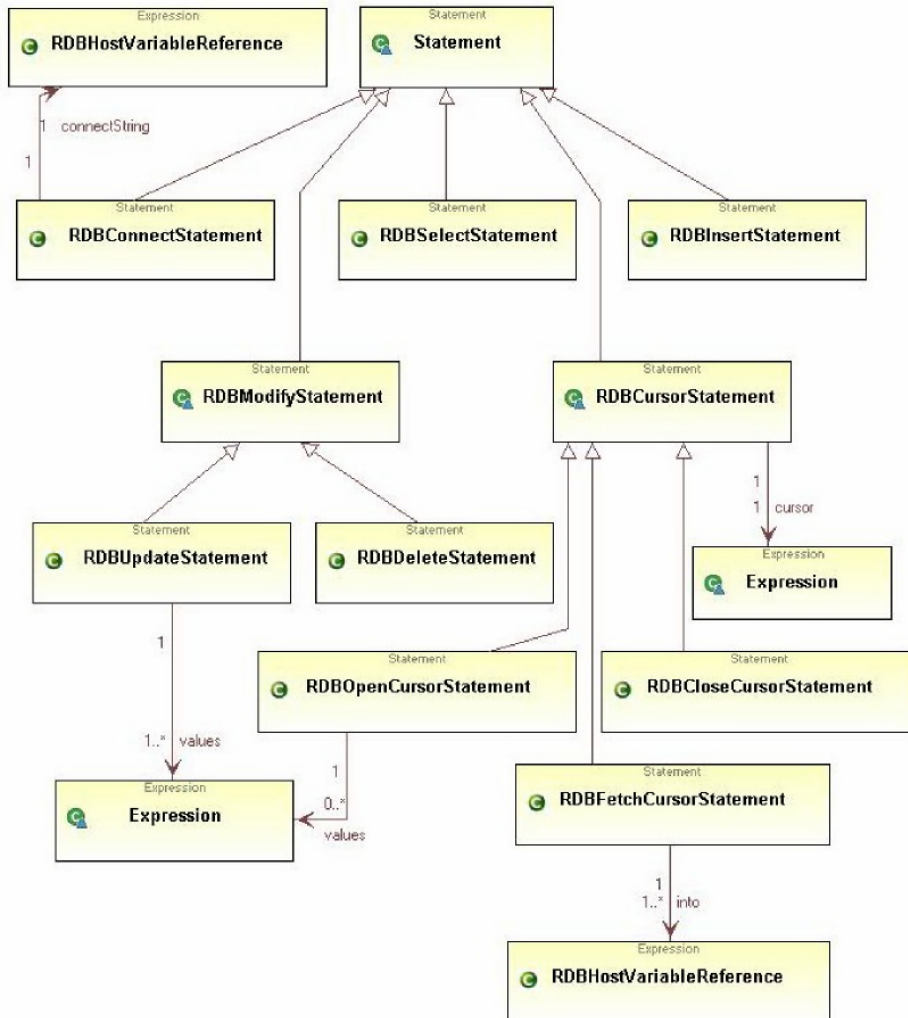 Expression
RDBHostVariableReference
Statement
Statement
1 connectString
1
Statement
RDBConnectStatement
Statement
RDBSelectStatement
Statement
RDBInsertStatement
Statement
RDBModifyStatement
Statement
RDBCursorStatement
1
1 cursor
Statement
RDBUpdateStatement
Statement
RDBDeleteStatement
Expression
Expression
1
Statement
RDBOpenCursorStatement
Statement
RDBCloseCursorStatement
1..* values
1
0..*
values
Expression
Expression
Statement
RDBFetchCursorStatement
1
1..* into
Expression
RDBHostVariableReference